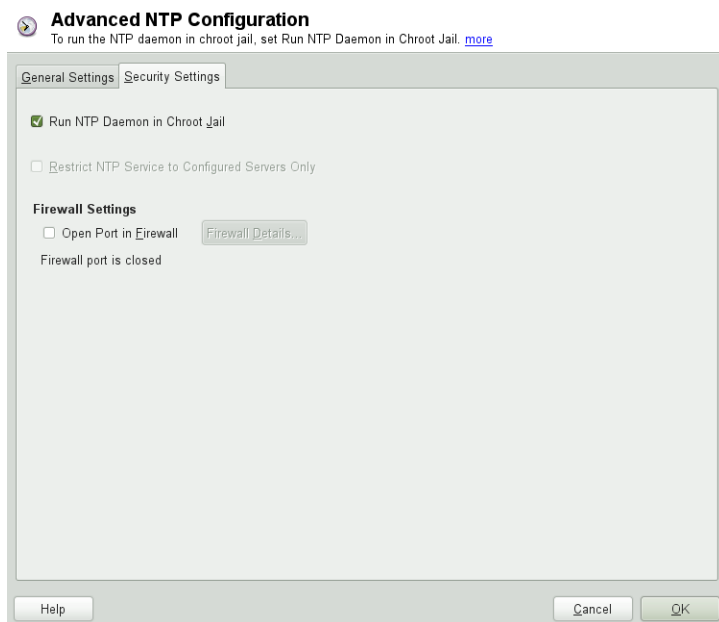 Advanced NTP Configuration
To run the NTP daemon in chroot jail, set Run NTP Daemon in Chroot Jail. more
General Settings Security Settings
Run NTP Daemon in Chroot Jail
Restrict NTP Service to Configured Servers Only
Firewall Settings
Open Port in Firewall Firewall Details...
Firewall port is closed
Help Cancel OK